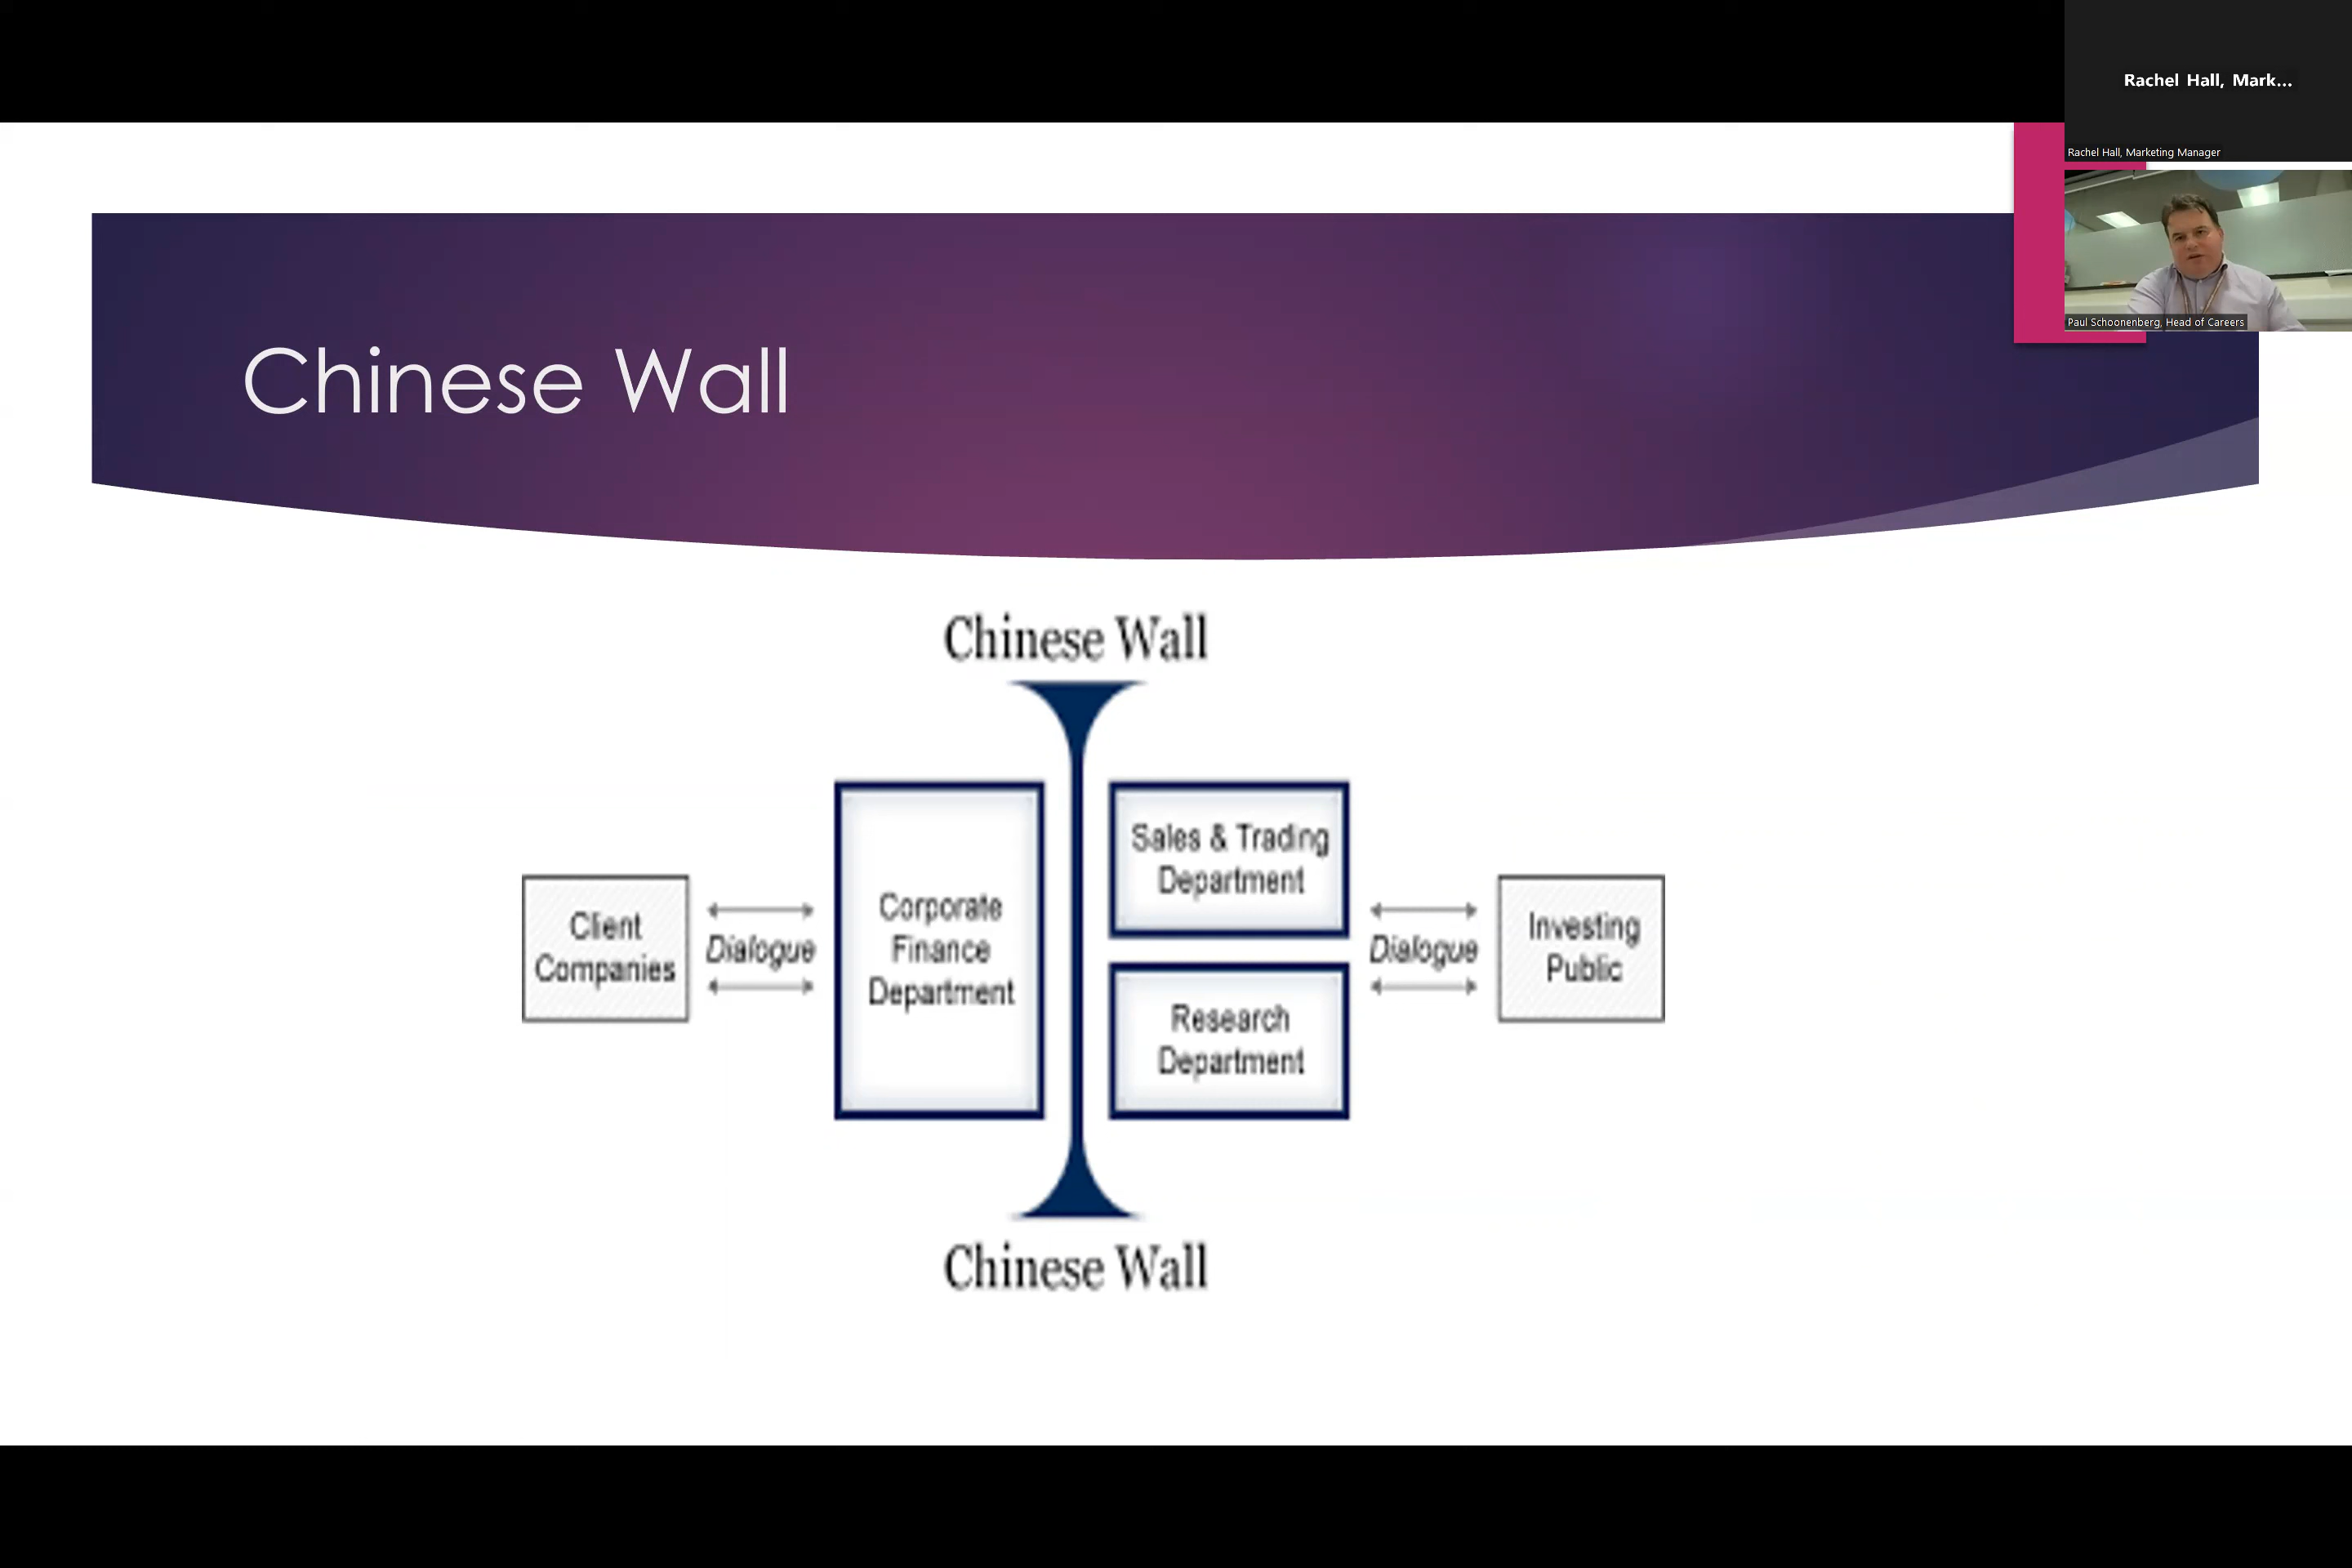 Rachel Hall, Mark...
Rachel Hall, Marketing Manager
Paul Schoonenberg, Head of Careers
Chinese Wall
Chinese Wall
Client
Companies
Dialogue
Corporate
Finance
Department
Sales & Trading
Department
Research
Department
Dialogue
Investing
Public
Chinese Wall